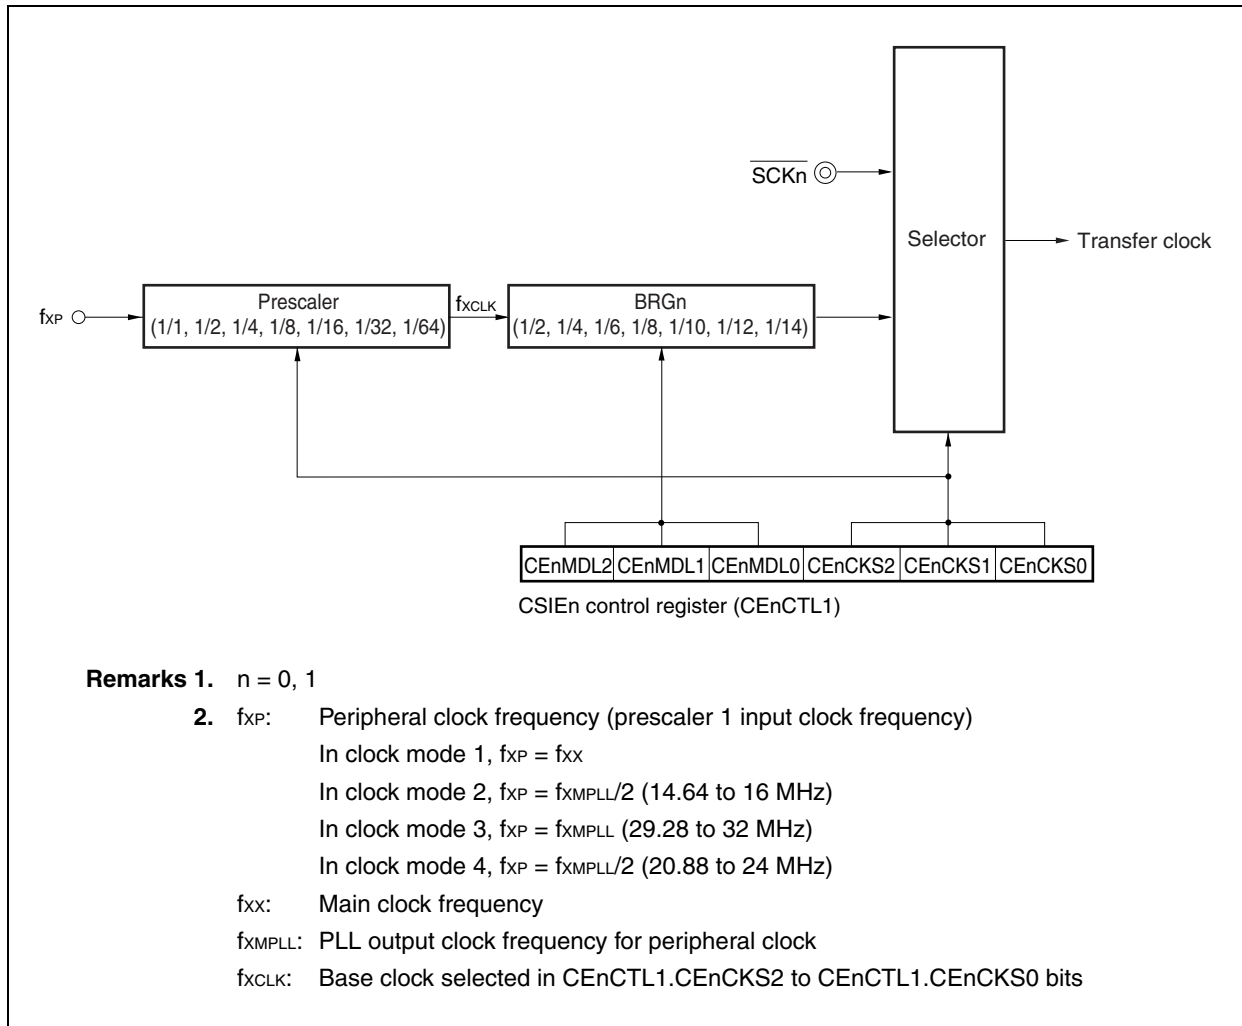 SCKn
Selector
Transfer clock
fXP
Prescaler
(1/1, 1/2, 1/4, 1/8, 1/16, 1/32, 1/64)
fXCLK
BRGn
(1/2, 1/4, 1/6, 1/8, 1/10, 1/12, 1/14)
CEnMDL2 CEnMDL1 CEnMDL0 CEnCKS2 CEnCKS1 CEnCKS0
CSIEn control register (CEnCTL1)
Remarks 1. n = 0, 1
2. fXP: Peripheral clock frequency (prescaler 1 input clock frequency)
In clock mode 1, fXP = fXX
In clock mode 2, fXP = fXMPLL/2 (14.64 to 16 MHz)
In clock mode 3, fXP = fXMPLL (29.28 to 32 MHz)
In clock mode 4, fXP = fXMPLL/2 (20.88 to 24 MHz)
fXX: Main clock frequency
fXMPLL: PLL output clock frequency for peripheral clock
fXCLK: Base clock selected in CEnCTL1.CEnCKS2 to CEnCTL1.CEnCKS0 bits